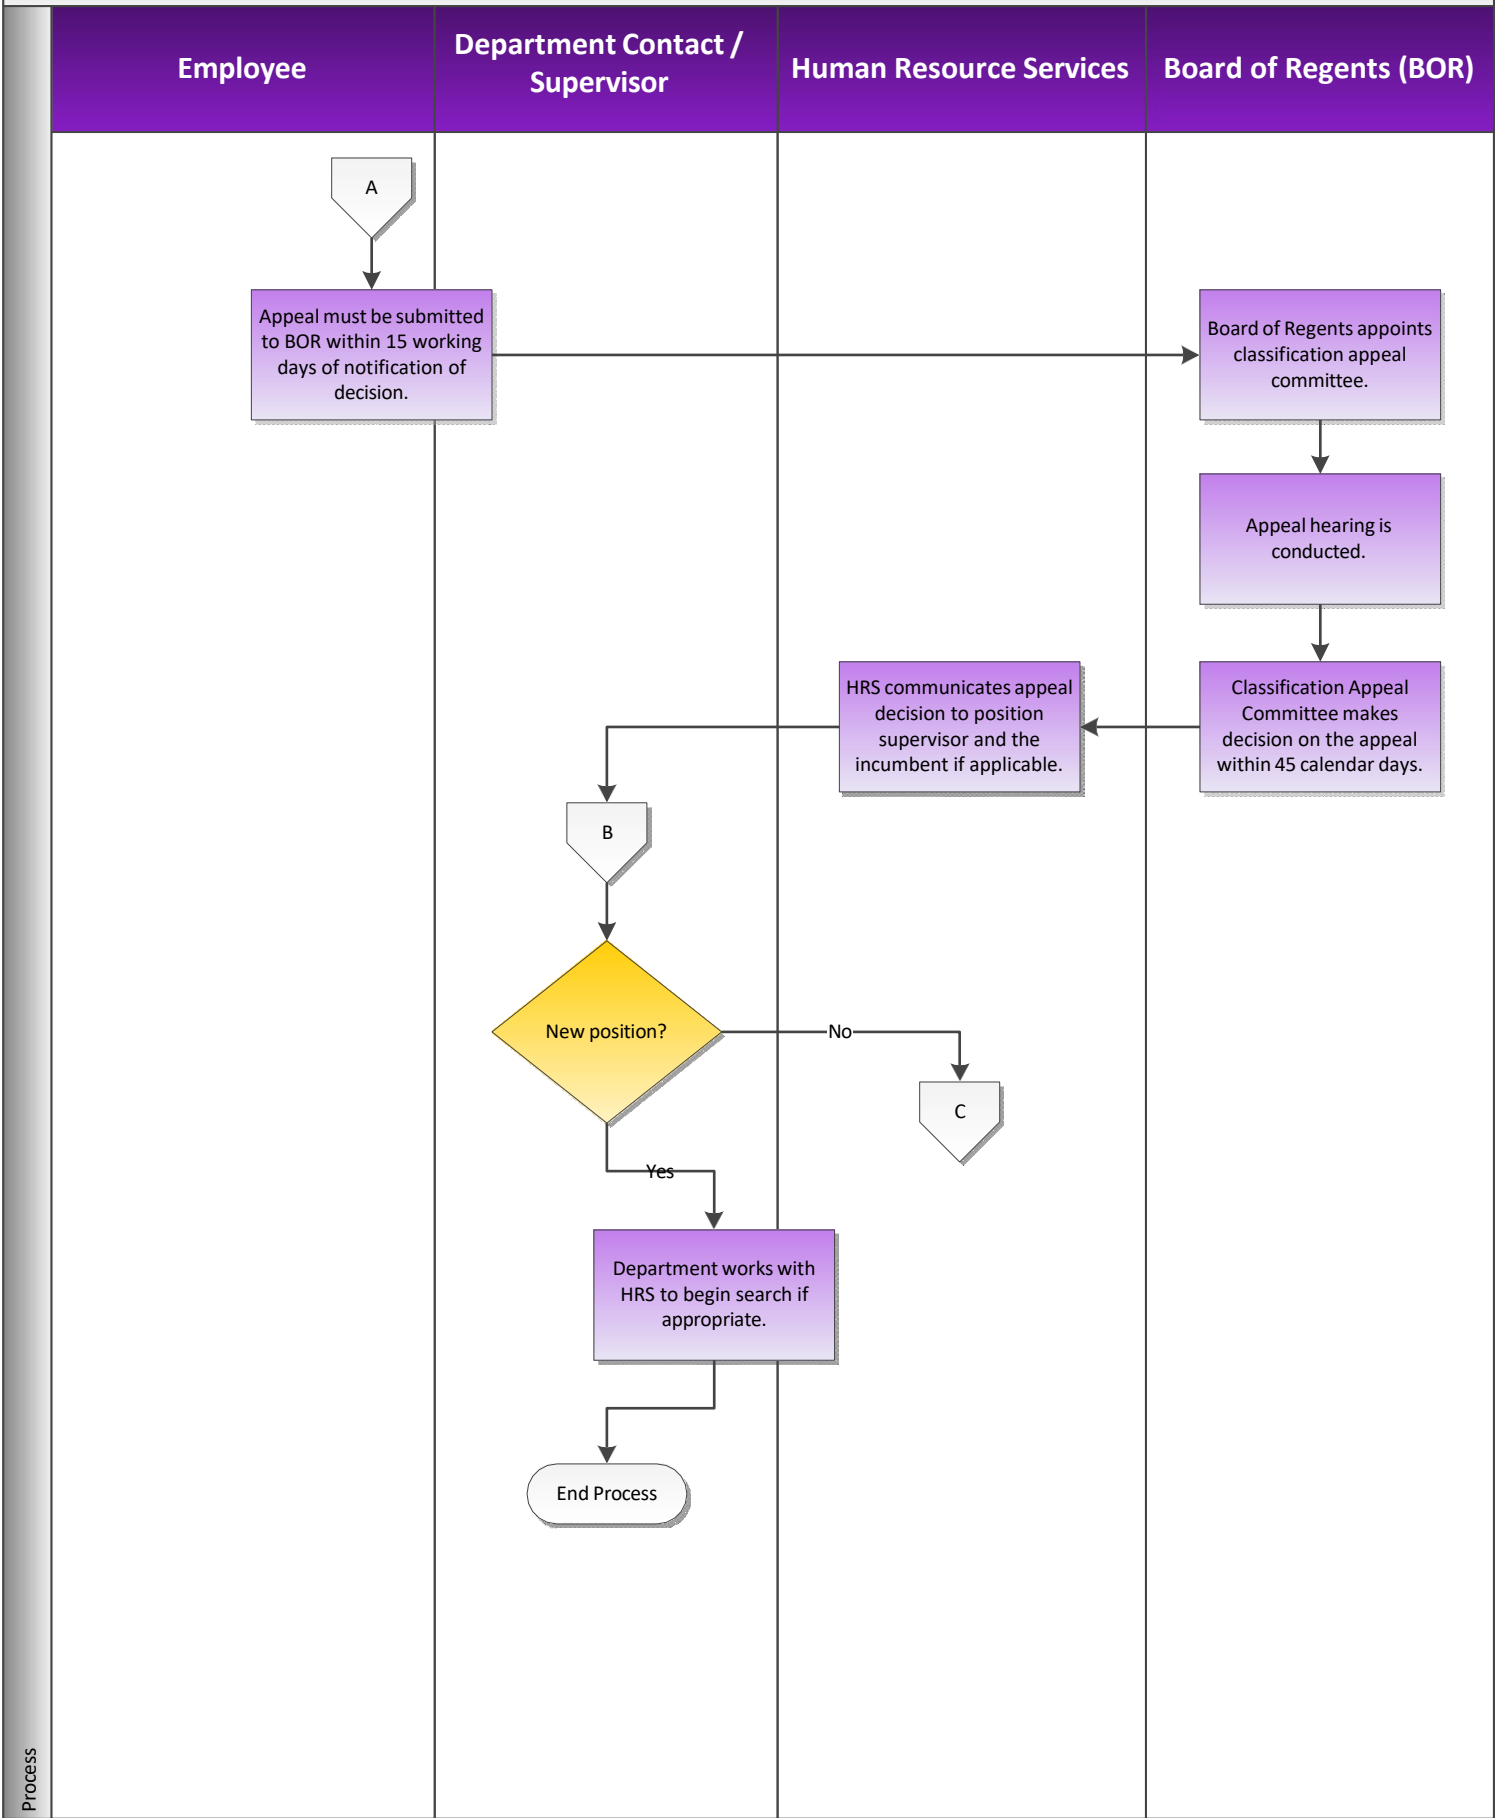 Employee
Department Contact /
Supervisor
Human Resource Services
Board of Regents (BOR)
A
Appeal must be submitted
to BOR within 15 working
days of notification of
decision.
Board of Regents appoints
classification appeal
committee.
Appeal hearing is
conducted.
HRS communicates appeal
decision to position
supervisor and the
incumbent if applicable.
Classification Appeal
Committee makes
decision on the appeal
within 45 calendar days.
B
New position?
No
C
Yes
Department works with
HRS to begin search if
appropriate.
End Process
Process